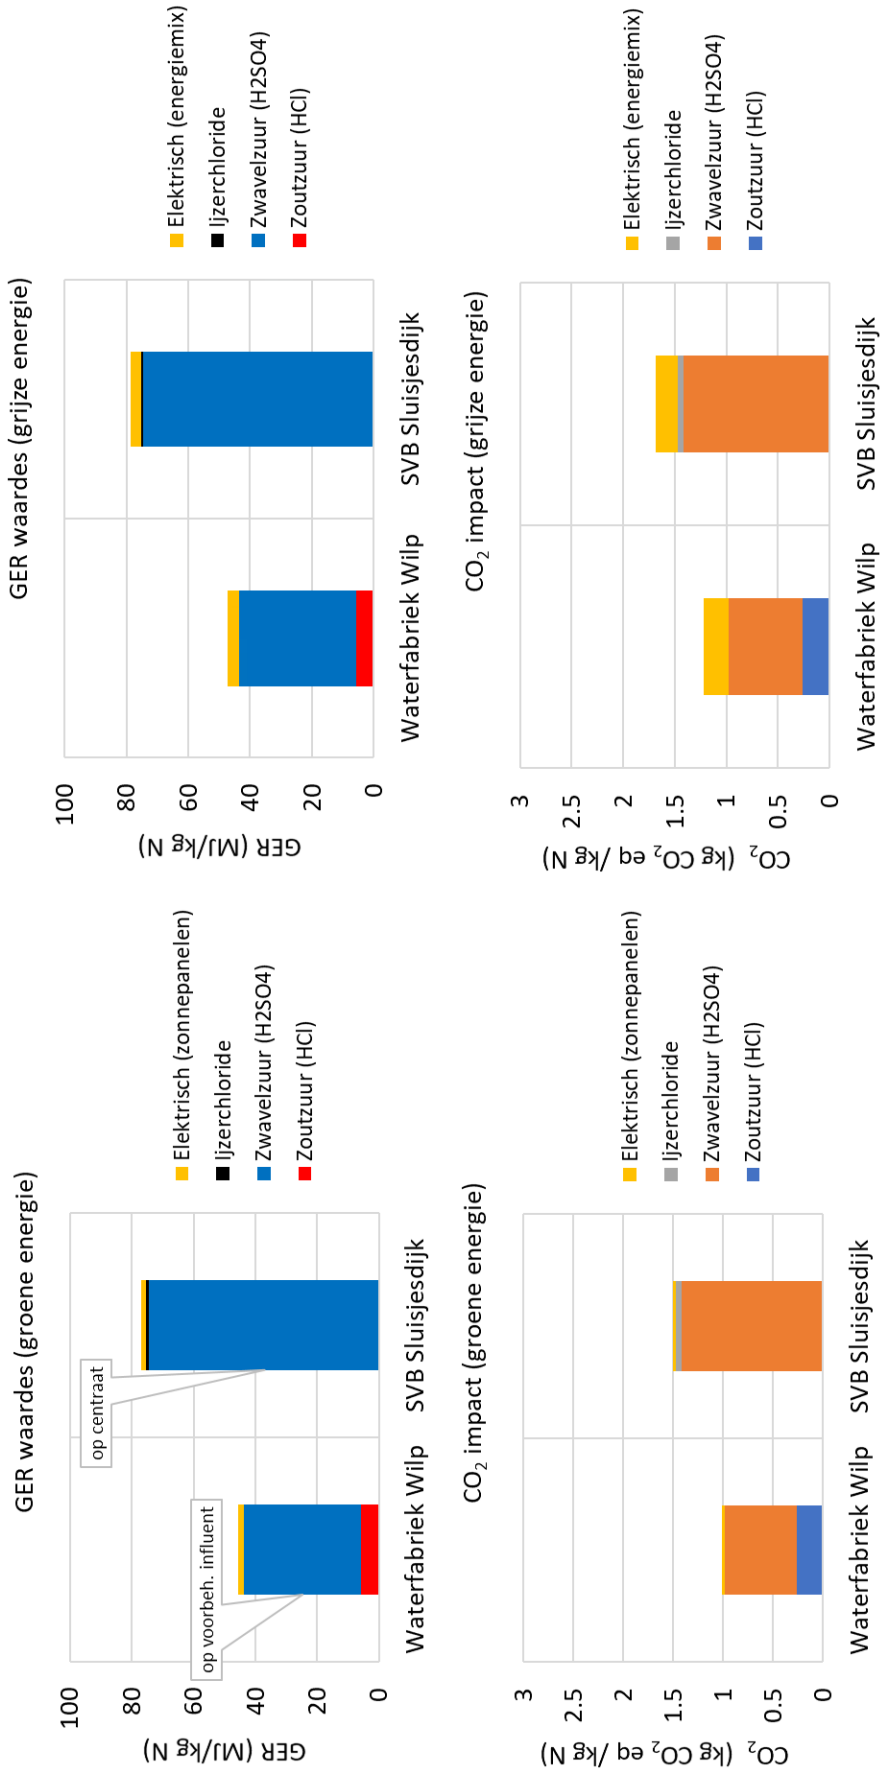 GER waardes (groene energie)
GER (MJ/kg N)
100
80
60
40
20
0
op voorbeh. influent
op centraat
Waterfabriek Wilp
SVB Sluisjesdijk
Elektrisch (zonnepanelen)
Ijzerchloride
Zwavelzuur (H2SO4)
Zoutzuur (HCl)
GER waardes (grijze energie)
GER (MJ/kg N)
100
80
60
40
20
0
Waterfabriek Wilp
SVB Sluisjesdijk
Elektrisch (energiemix)
Ijzerchloride
Zwavelzuur (H2SO4)
Zoutzuur (HCl)
CO₂ impact (groene energie)
CO₂ (kg CO₂ eq /kg N)
3
2.5
2
1.5
1
0.5
0
Waterfabriek Wilp
SVB Sluisjesdijk
Elektrisch (zonnepanelen)
Ijzerchloride
Zwavelzuur (H2SO4)
Zoutzuur (HCl)
CO₂ impact (grijze energie)
CO₂ (kg CO₂ eq /kg N)
3
2.5
2
1.5
1
0.5
0
Waterfabriek Wilp
SVB Sluisjesdijk
Elektrisch (energiemix)
Ijzerchloride
Zwavelzuur (H2SO4)
Zoutzuur (HCl)